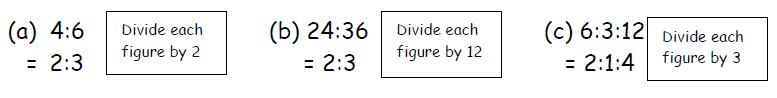 (a) 4:6
= 2:3
Divide each
figure by 2
(b) 24:36
= 2:3
Divide each
figure by 12
(c) 6:3:12
= 2:1:4
Divide each
figure by 3